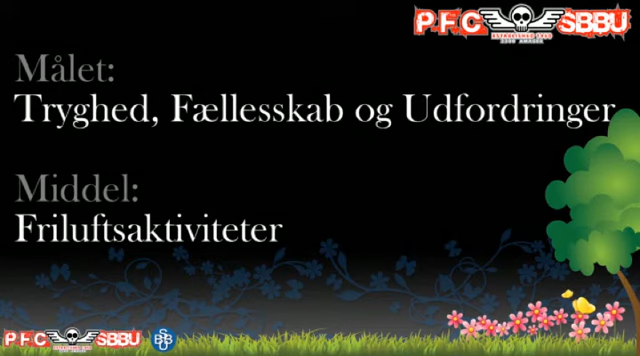 PFC SBBU
Målet:
Tryghed, Fællesskab og Udfordringer
Middel:
Friluftsaktiviteter
PFC SBBU